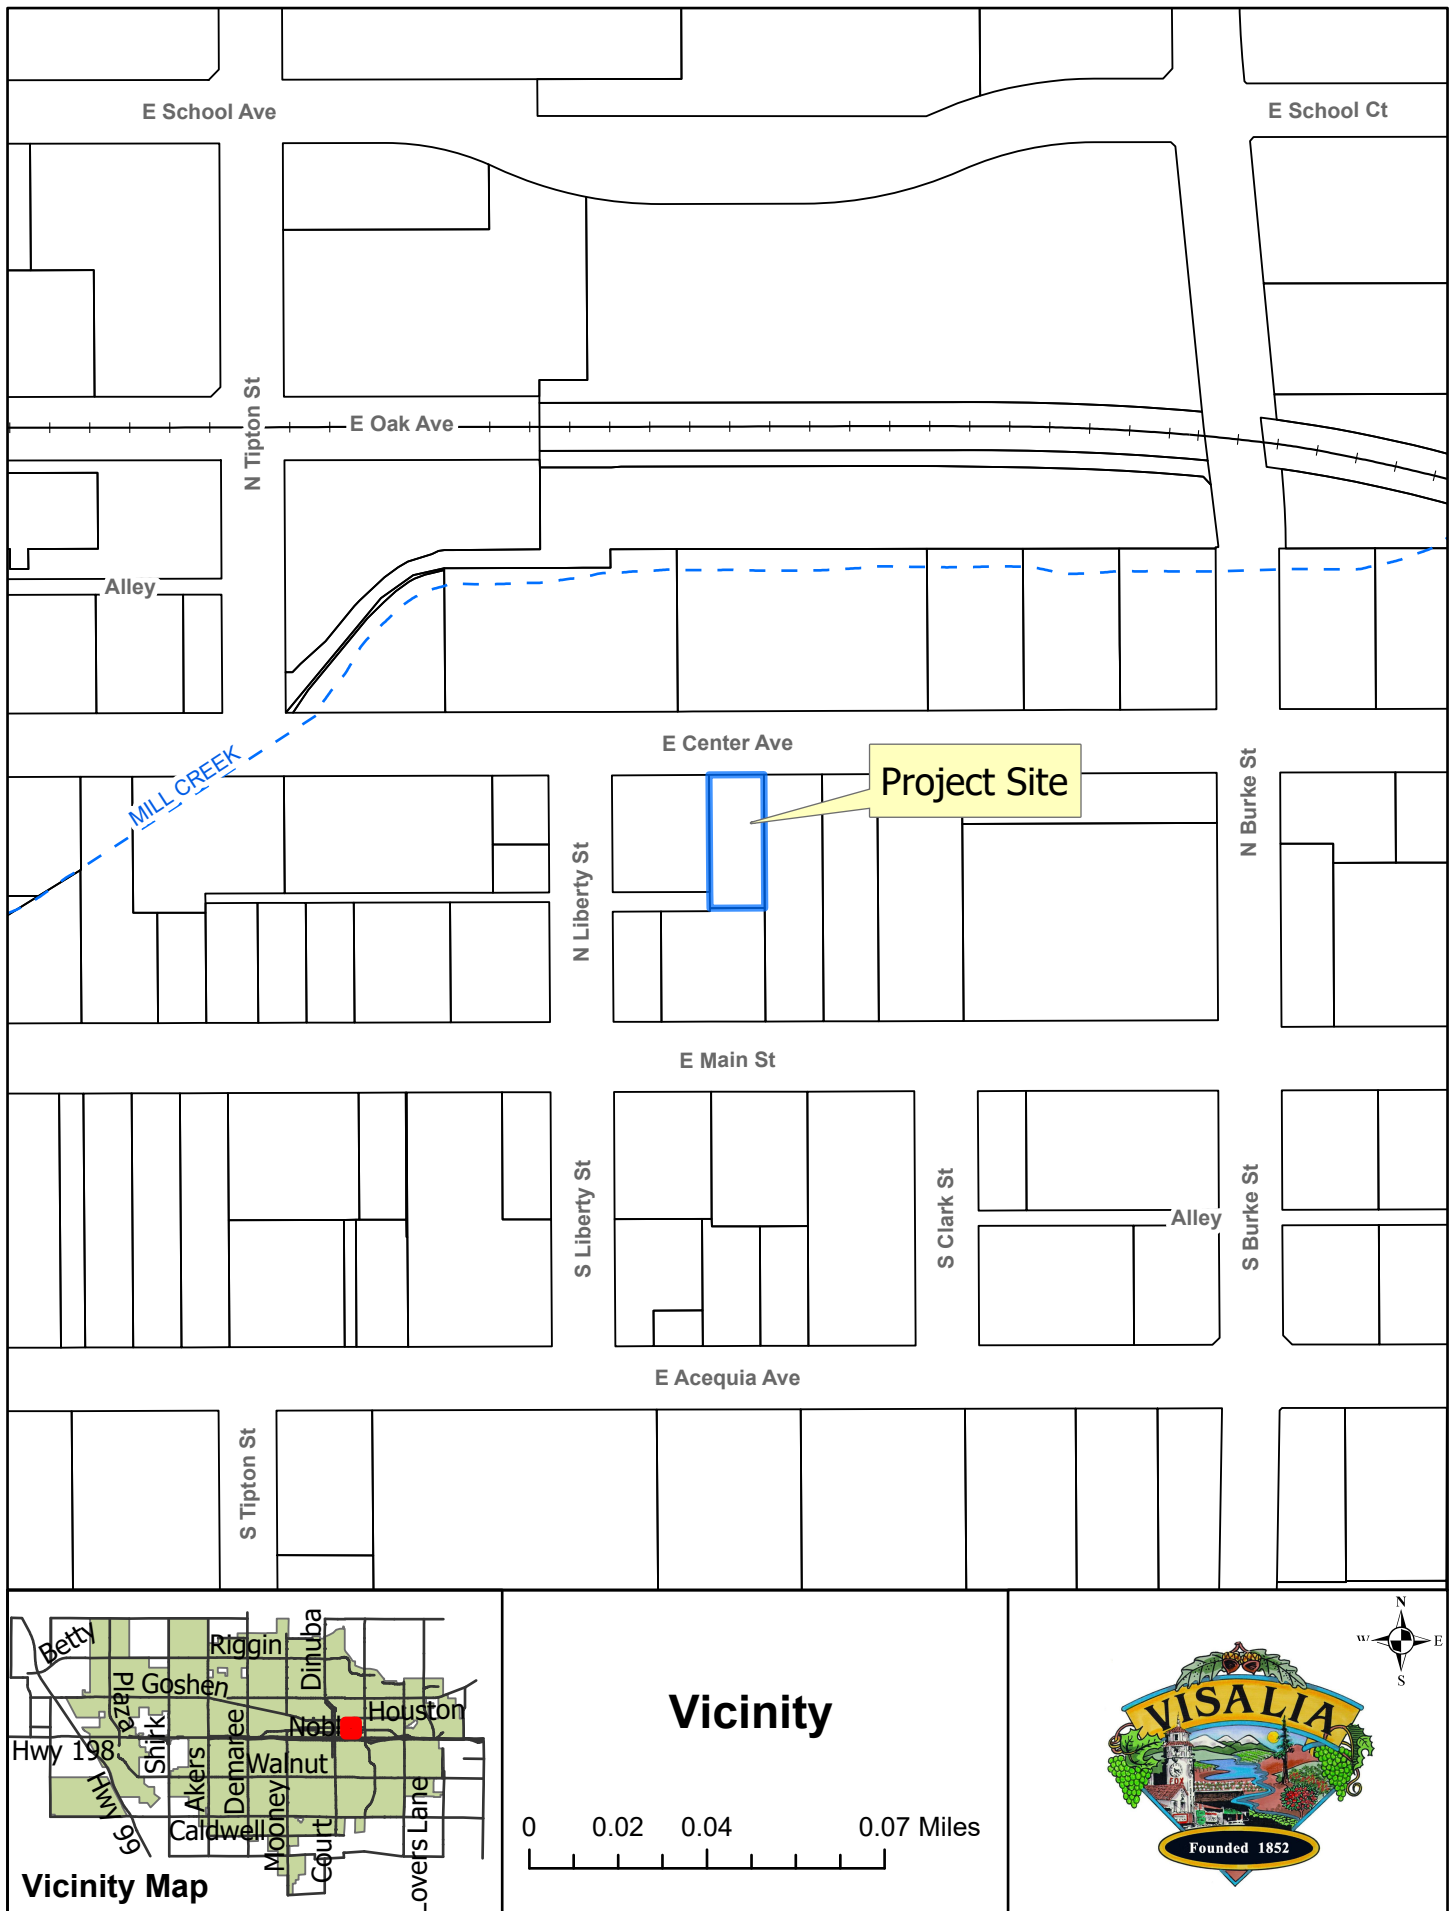 E School Ave
E School Ct
N Tipton St
E Oak Ave
Alley
E Center Ave
MILL CREEK
Project Site
N Liberty St
N Burke St
E Main St
S Liberty St
S Clark St
Alley
S Burke St
E Acequia Ave
S Tipton St
Betty
Riggin
Dinuba
Plaza
Goshen
Houston
Shirk
Demaree
Hwy 198
Akers
Walnut
Hwy 99
Mooney
Caldwell
Court
Lovers Lane
Vicinity Map
Vicinity
0 0.02 0.04 0.07 Miles
N
W E
S
VISALIA
FOX
Founded 1852